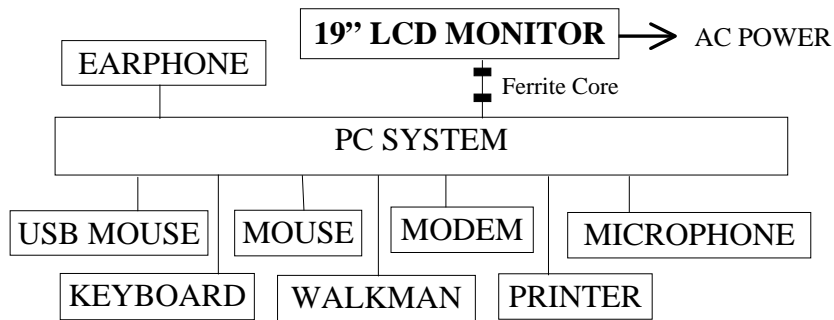 19” LCD MONITOR
AC POWER
EARPHONE
Ferrite Core
PC SYSTEM
USB MOUSE
MOUSE
MODEM
MICROPHONE
KEYBOARD
WALKMAN
PRINTER